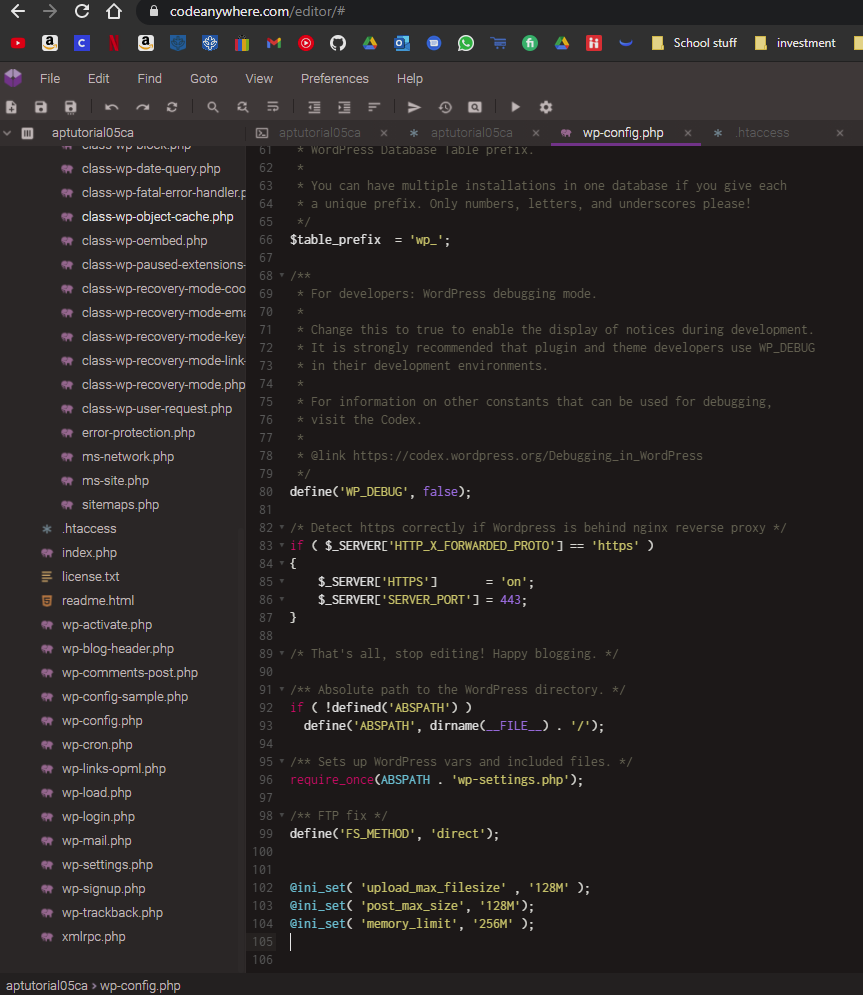 codeanywhere.com/editor/#
School stuff
investment
File Edit Find Goto View Preferences Help
aptutorial05ca
aptutorial05ca ×
aptutorial05ca ×
wp-config.php ×
.htaccess ×
class-wp-block.php
class-wp-date-query.php
class-wp-fatal-error-handler.p
class-wp-object-cache.php
class-wp-oembed.php
class-wp-paused-extensions-
class-wp-recovery-mode-coo
class-wp-recovery-mode-ema
class-wp-recovery-mode-key-
class-wp-recovery-mode-link-
class-wp-recovery-mode.php
class-wp-user-request.php
error-protection.php
ms-network.php
ms-site.php
sitemaps.php
.htaccess
index.php
license.txt
readme.html
wp-activate.php
wp-blog-header.php
wp-comments-post.php
wp-config-sample.php
wp-config.php
wp-cron.php
wp-links-opml.php
wp-load.php
wp-login.php
wp-mail.php
wp-settings.php
wp-signup.php
wp-trackback.php
xmlrpc.php
61 * WordPress Database Table prefix.
62 *
63 * You can have multiple installations in one database if you give each
64 * a unique prefix. Only numbers, letters, and underscores please!
65 */
66 $table_prefix  = 'wp_';
67
68 /**
69 * For developers: WordPress debugging mode.
70 *
71 * Change this to true to enable the display of notices during development.
72 * It is strongly recommended that plugin and theme developers use WP_DEBUG
73 * in their development environments.
74 *
75 * For information on other constants that can be used for debugging,
76 * visit the Codex.
77 *
78 * @link https://codex.wordpress.org/Debugging_in_WordPress
79 */
80 define('WP_DEBUG', false);
81
82 /* Detect https correctly if Wordpress is behind nginx reverse proxy */
83 if ( $_SERVER['HTTP_X_FORWARDED_PROTO'] == 'https' )
84 {
85     $_SERVER['HTTPS']       = 'on';
86     $_SERVER['SERVER_PORT'] = 443;
87 }
88
89 /* That's all, stop editing! Happy blogging. */
90
91 /** Absolute path to the WordPress directory. */
92 if ( !defined('ABSPATH') )
93   define('ABSPATH', dirname(__FILE__) . '/');
94
95 /** Sets up WordPress vars and included files. */
96 require_once(ABSPATH . 'wp-settings.php');
97
98 /** FTP fix */
99 define('FS_METHOD', 'direct');
100
101
102 @ini_set( 'upload_max_filesize' , '128M' );
103 @ini_set( 'post_max_size', '128M');
104 @ini_set( 'memory_limit', '256M' );
105
106
aptutorial05ca > wp-config.php